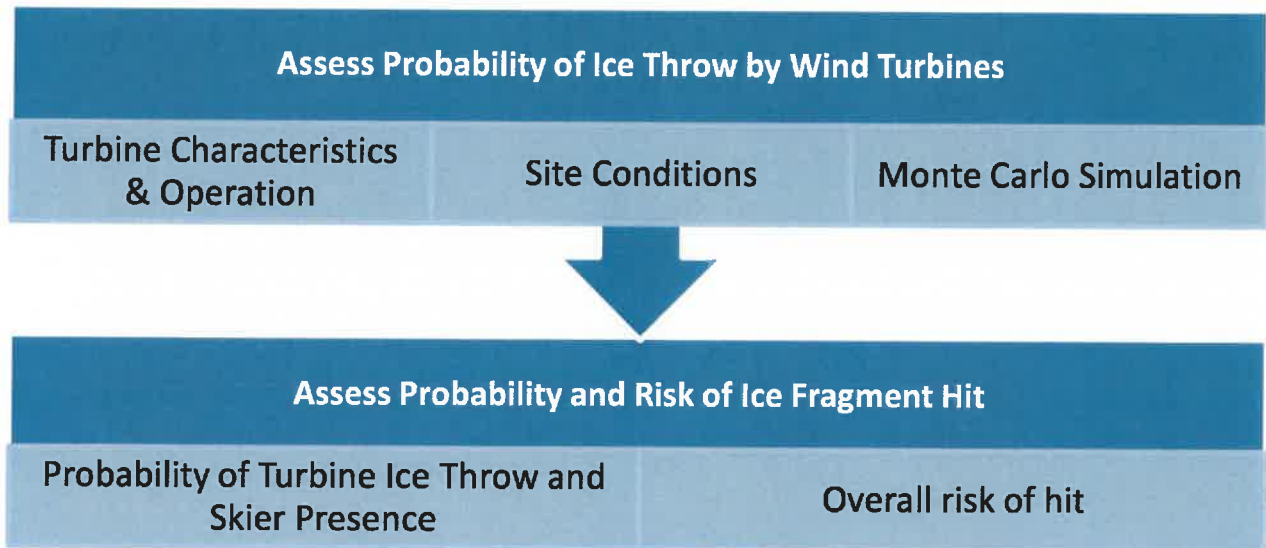 Assess Probability of Ice Throw by Wind Turbines
Turbine Characteristics
& Operation
Site Conditions
Monte Carlo Simulation
Assess Probability and Risk of Ice Fragment Hit
Probability of Turbine Ice Throw and
Skier Presence
Overall risk of hit